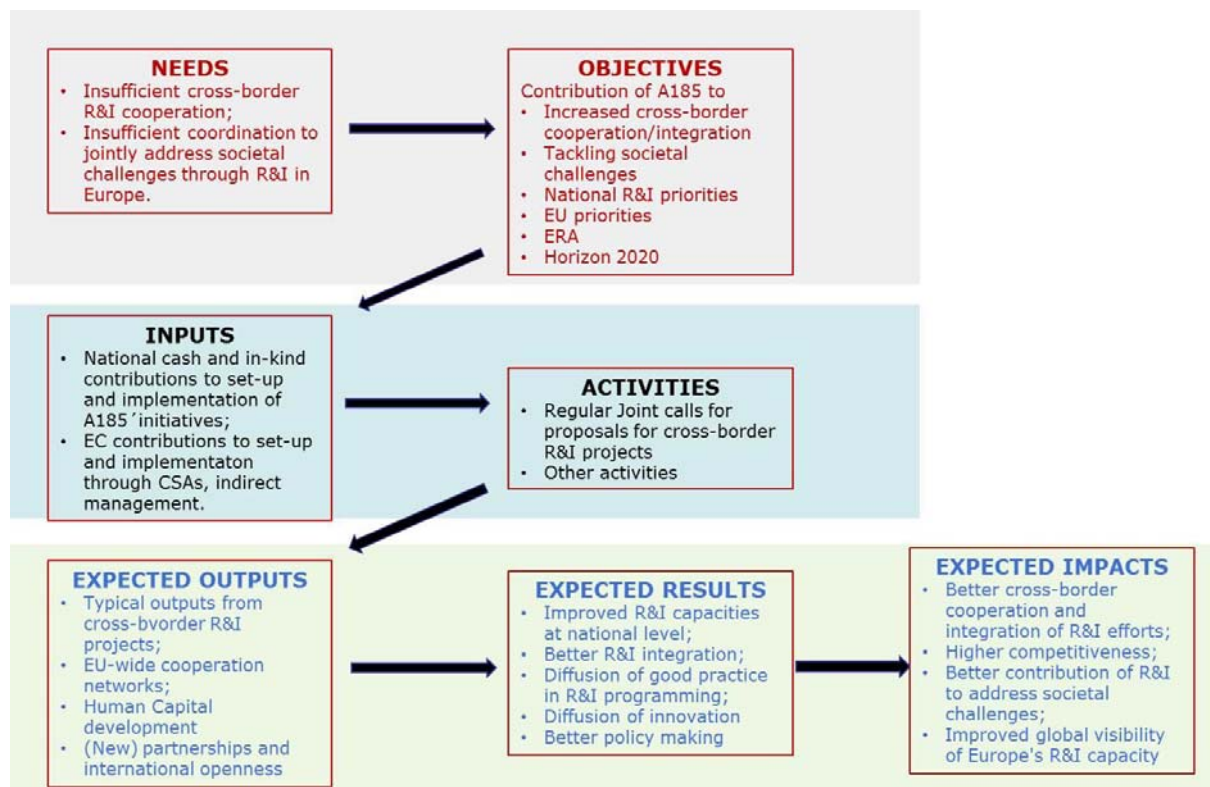 NEEDS
• Insufficient cross-border
R&I cooperation;
• Insufficient coordination to
jointly address societal
challenges through R&I in
Europe.
OBJECTIVES
Contribution of A185 to
• Increased cross-border
cooperation/integration
• Tackling societal
challenges
• National R&I priorities
• EU priorities
• ERA
• Horizon 2020
INPUTS
• National cash and in-kind
contributions to set-up
and implementation of
A185´initiatives;
• EC contributions to set-up
and implementaton
through CSAs, indirect
management.
ACTIVITIES
• Regular Joint calls for
proposals for cross-border
R&I projects
• Other activities
EXPECTED OUTPUTS
• Typical outputs from
cross-bvorder R&I
projects;
• EU-wide cooperation
networks;
• Human Capital
development
• (New) partnerships and
international openness
EXPECTED RESULTS
• Improved R&I capacities
at national level;
• Better R&I integration;
• Diffusion of good practice
in R&I programming;
• Diffusion of innovation
• Better policy making
EXPECTED IMPACTS
• Better cross-border
cooperation and
integration of R&I efforts;
• Higher competitiveness;
• Better contribution of R&I
to address societal
challenges;
• Improved global visibility
of Europe's R&I capacity